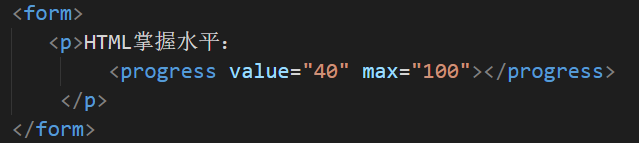 <form>
<p>HTML掌握水平：
<progress value="40" max="100"></progress>
</p>
</form>